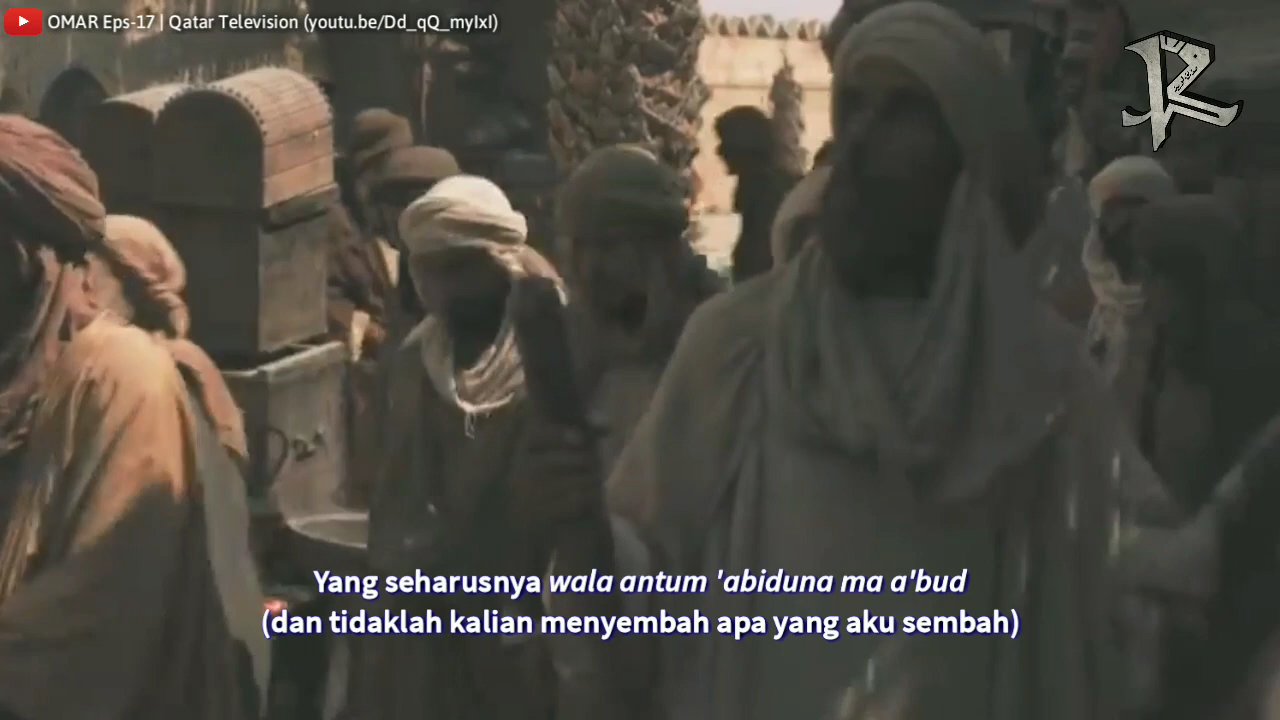 OMAR Eps-17 | Qatar Television (youtu.be/Dd_qQ_myIxI)
Yang seharusnya wala antum 'abiduna ma a'bud
(dan tidaklah kalian menyembah apa yang aku sembah)